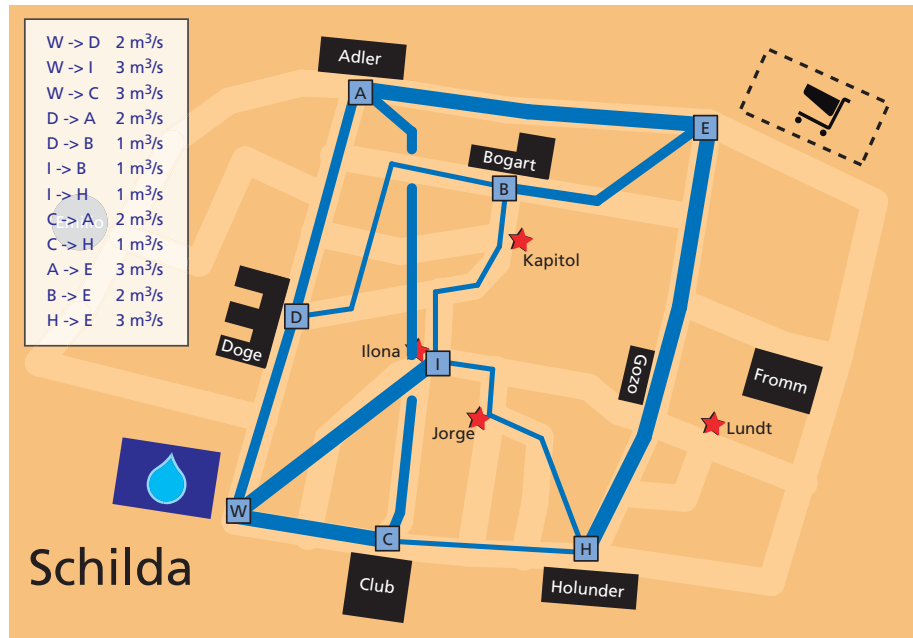 W -> D 2 m³/s
W -> I 3 m³/s
W -> C 3 m³/s
D -> A 2 m³/s
D -> B 1 m³/s
I -> B 1 m³/s
I -> H 1 m³/s
C -> A 2 m³/s
C -> H 1 m³/s
A -> E 3 m³/s
B -> E 2 m³/s
H -> E 3 m³/s
Adler
A
E
Bogart
B
Kapitol
D
Doge
Ilona
I
Gozo
Fromm
Jorge
Lundt
W
C
H
Schilda
Club
Holunder